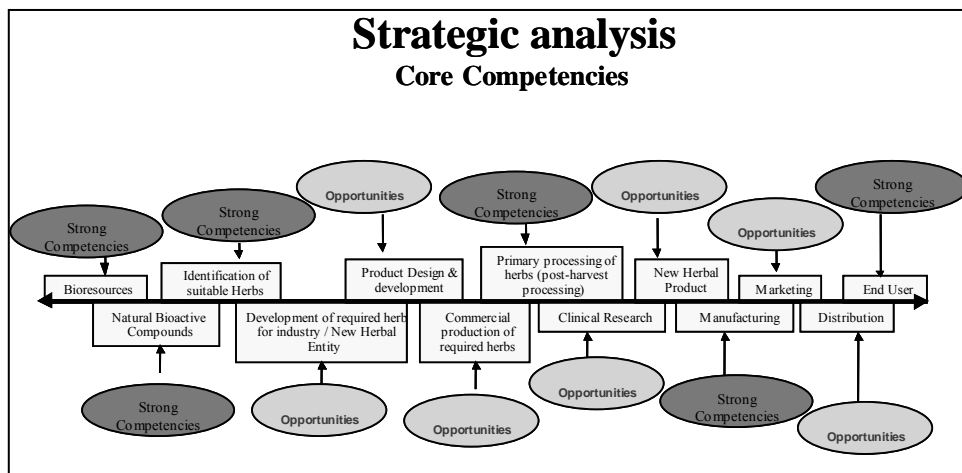 Strategic analysis
Core Competencies
Opportunities
Strong
Competencies
Opportunities
Strong
Competencies
Strong
Competencies
Strong
Competencies
Opportunities
Bioresources
Identification of
suitable Herbs
Product Design &
development
Primary processing of
herbs (post-harvest
processing)
New Herbal
Product
Marketing
End User
Natural Bioactive
Compounds
Development of required herb
for industry / New Herbal
Entity
Commercial
production of
required herbs
Clinical Research
Manufacturing
Distribution
Strong
Competencies
Opportunities
Opportunities
Opportunities
Strong
Competencies
Opportunities